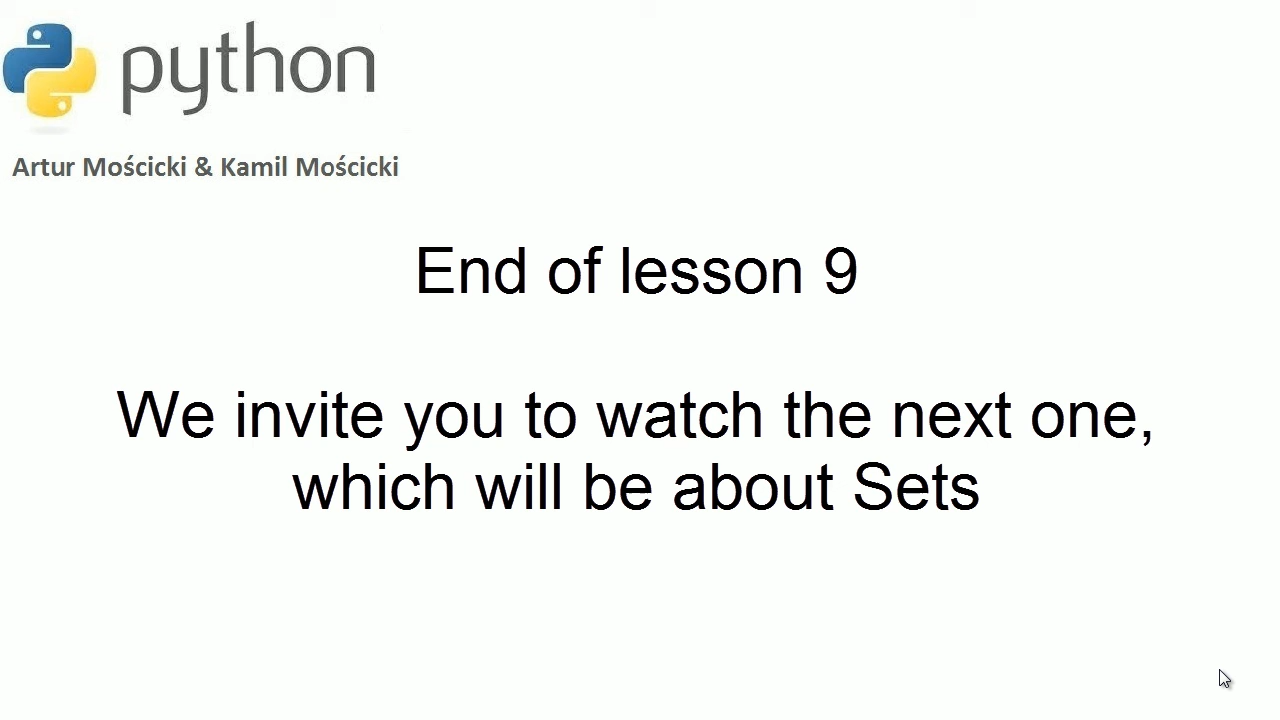 python
Artur Mościcki & Kamil Mościcki
End of lesson 9
We invite you to watch the next one,
which will be about Sets